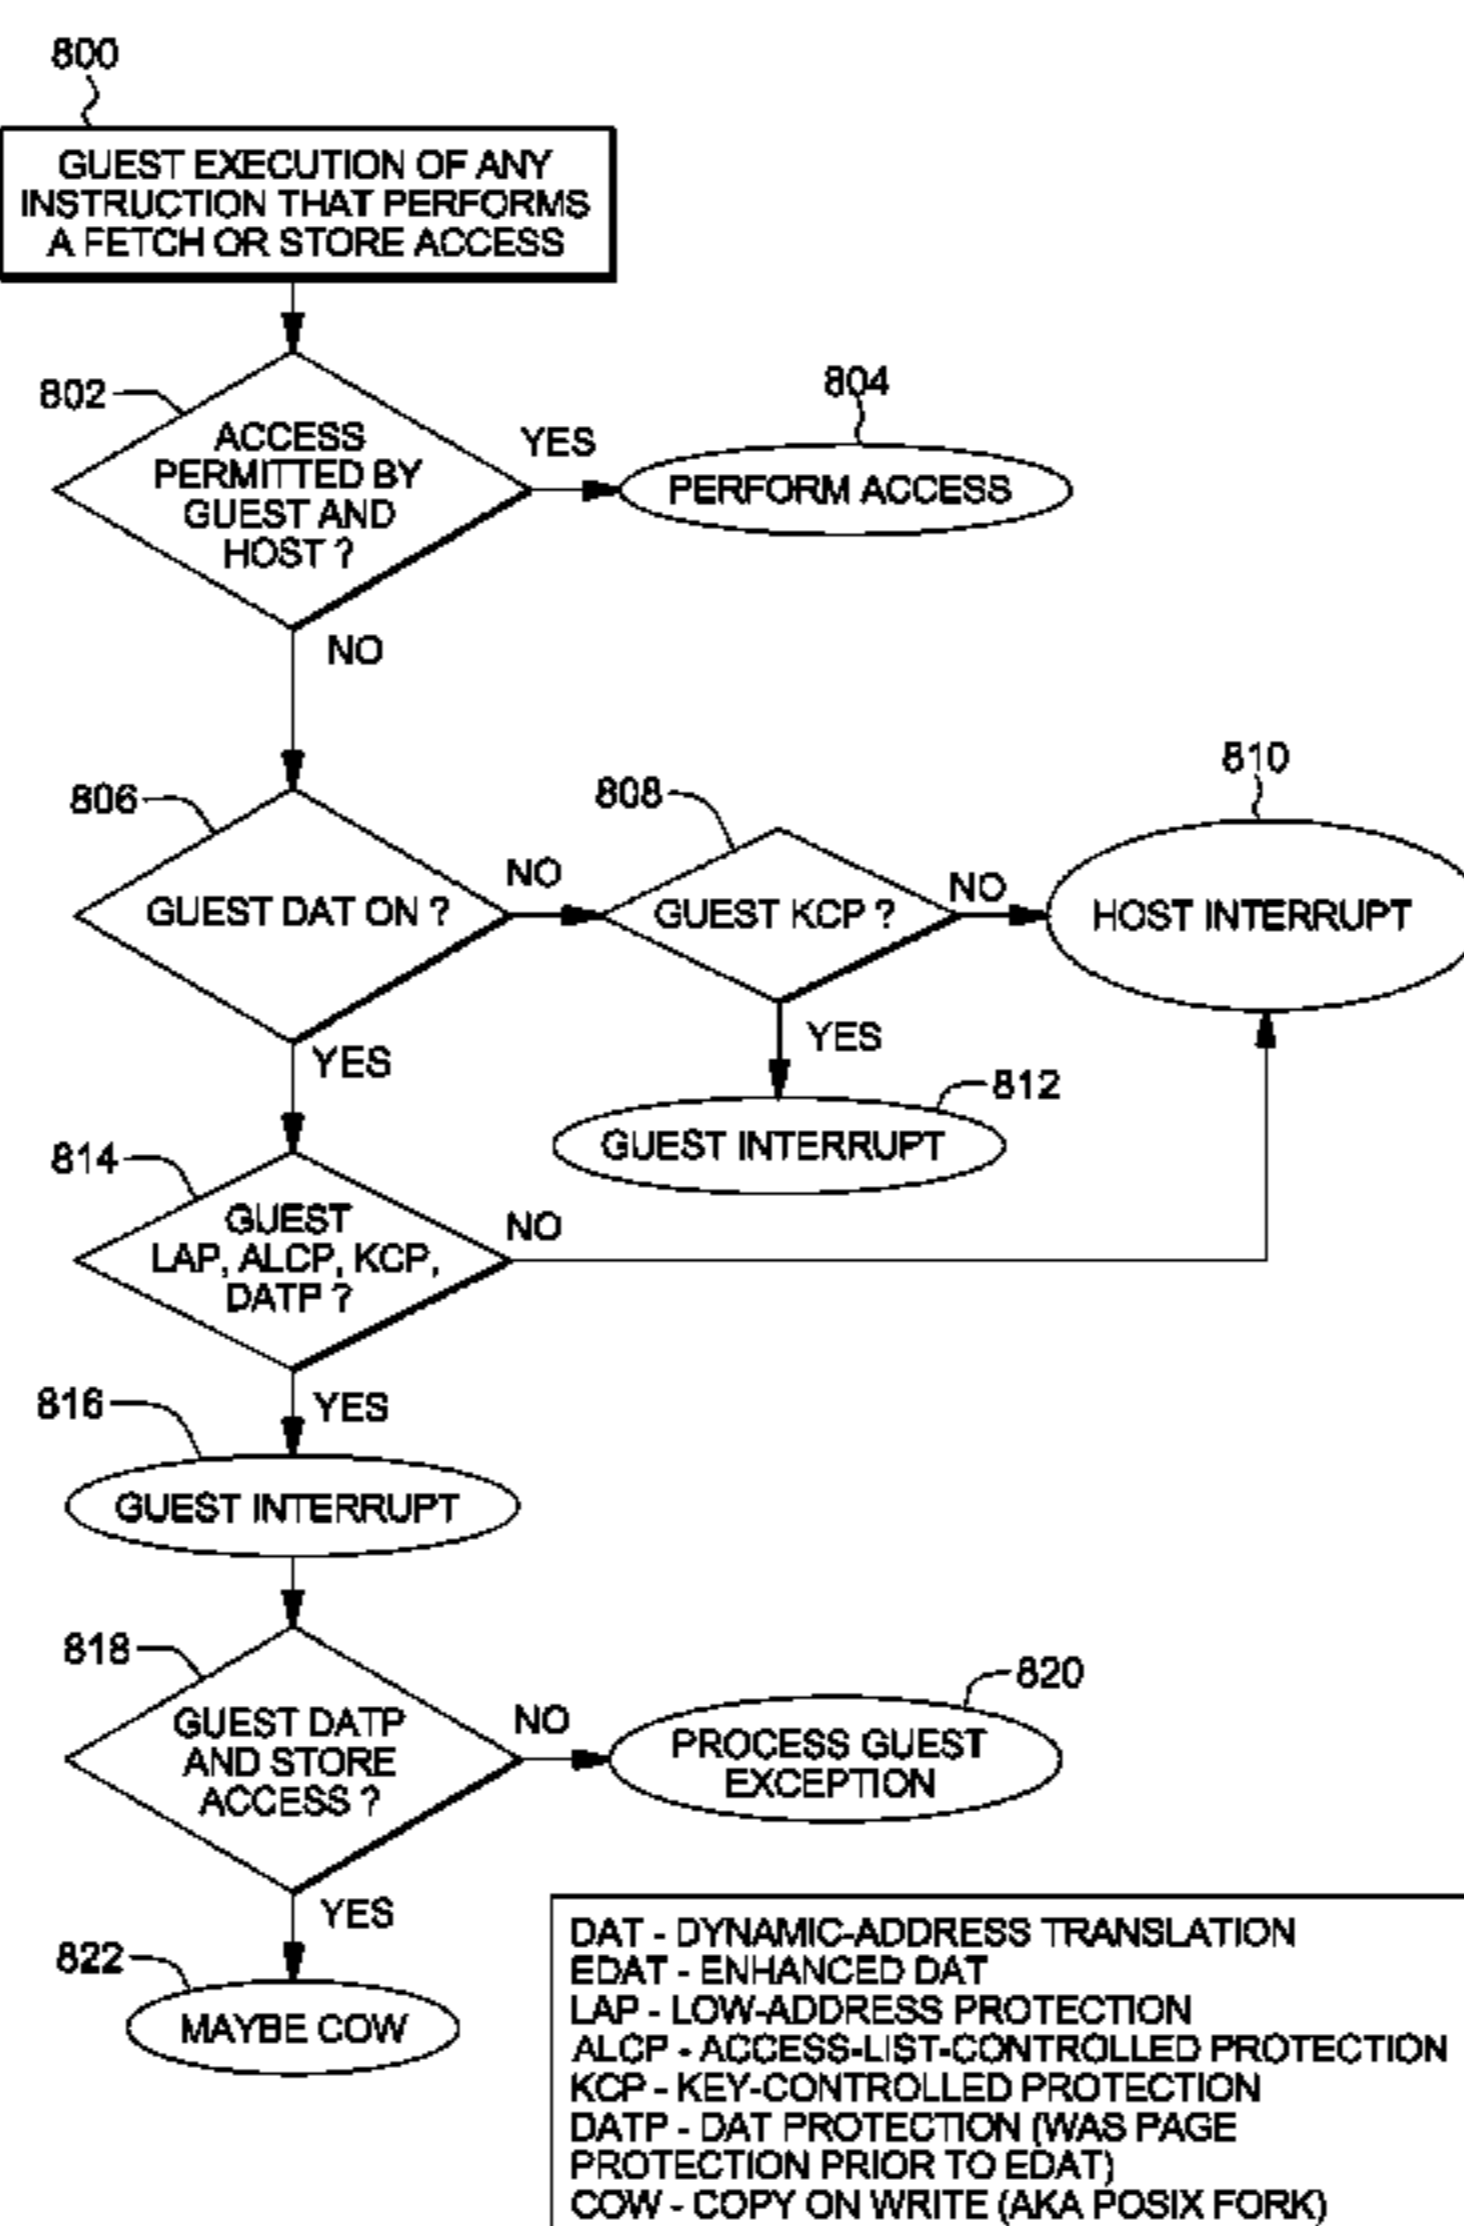 800
GUEST EXECUTION OF ANY
INSTRUCTION THAT PERFORMS
A FETCH OR STORE ACCESS
802
ACCESS
PERMITTED BY
GUEST AND
HOST ?
YES
804
PERFORM ACCESS
NO
806
GUEST DAT ON ?
NO
808
GUEST KCP ?
NO
810
HOST INTERRUPT
YES
812
GUEST INTERRUPT
YES
814
GUEST
LAP, ALCP, KCP,
DATP ?
NO
YES
816
GUEST INTERRUPT
818
GUEST DATP
AND STORE
ACCESS ?
NO
820
PROCESS GUEST
EXCEPTION
YES
822
MAYBE COW
DAT - DYNAMIC-ADDRESS TRANSLATION
EDAT - ENHANCED DAT
LAP - LOW-ADDRESS PROTECTION
ALCP - ACCESS-LIST-CONTROLLED PROTECTION
KCP - KEY-CONTROLLED PROTECTION
DATP - DAT PROTECTION (WAS PAGE
PROTECTION PRIOR TO EDAT)
COW - COPY ON WRITE (AKA POSIX FORK)